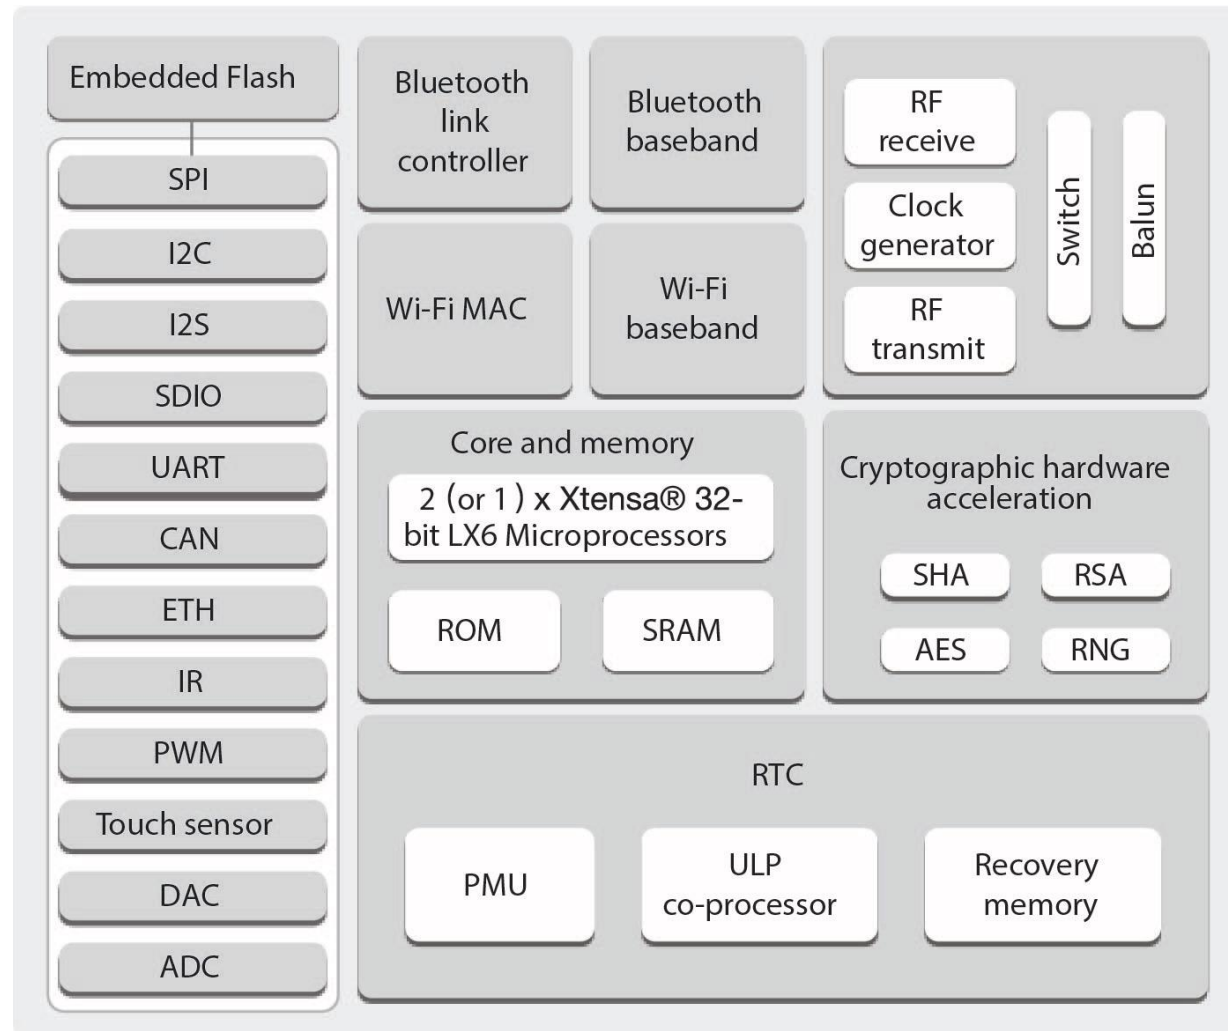 Embedded Flash
SPI
I2C
I2S
SDIO
UART
CAN
ETH
IR
PWM
Touch sensor
DAC
ADC
Bluetooth
link
controller
Bluetooth
baseband
Wi-Fi MAC
Wi-Fi
baseband
RF
receive
Clock
generator
RF
transmit
Switch
Balun
Core and memory
2 (or 1) x Xtensa® 32-
bit LX6 Microprocessors
ROM
SRAM
Cryptographic hardware
acceleration
SHA
RSA
AES
RNG
RTC
PMU
ULP
co-processor
Recovery
memory